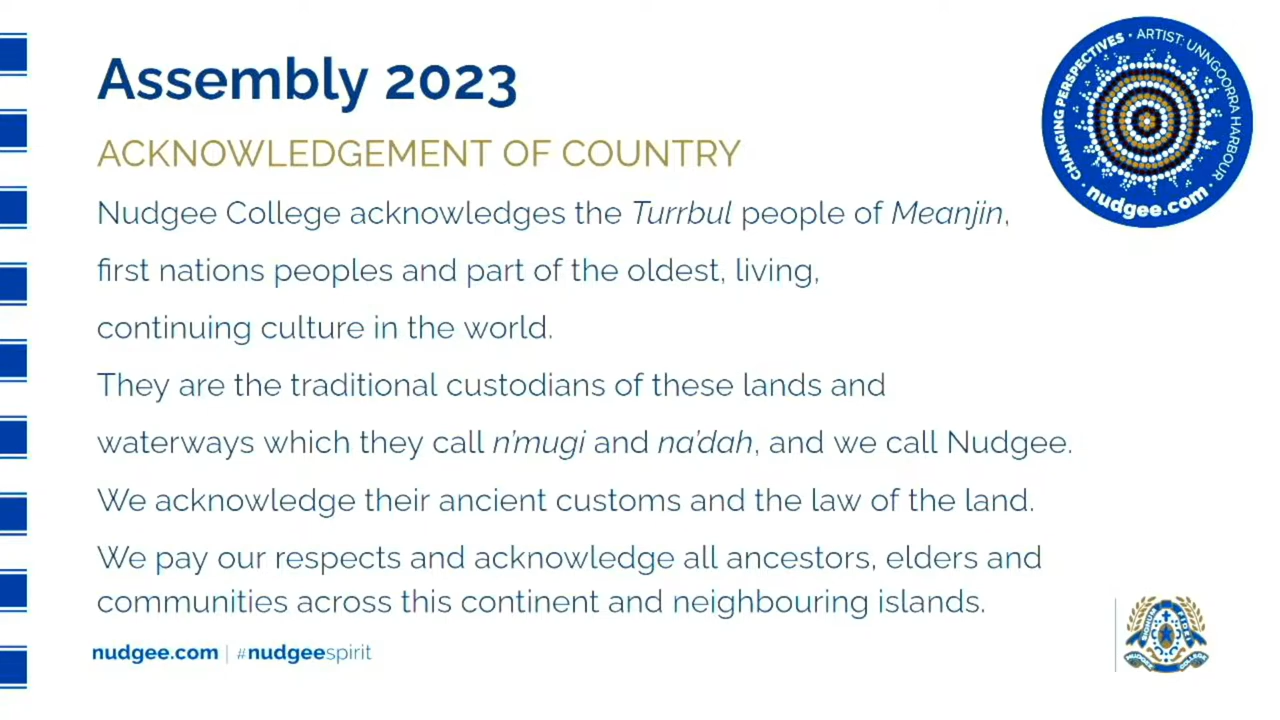 Assembly 2023
CHANGING PERSPECTIVES • ARTIST: UNNGOORRA HARBOUR • nudgee.com •
ACKNOWLEDGEMENT OF COUNTRY
Nudgee College acknowledges the Turrbul people of Meanjin,
first nations peoples and part of the oldest, living,
continuing culture in the world.
They are the traditional custodians of these lands and
waterways which they call n'mugi and na'dah, and we call Nudgee.
We acknowledge their ancient customs and the law of the land.
We pay our respects and acknowledge all ancestors, elders and
communities across this continent and neighbouring islands.
nudgee.com | #nudgeespirit
SIGNUM FIDEI
NUDGEE COLLEGE